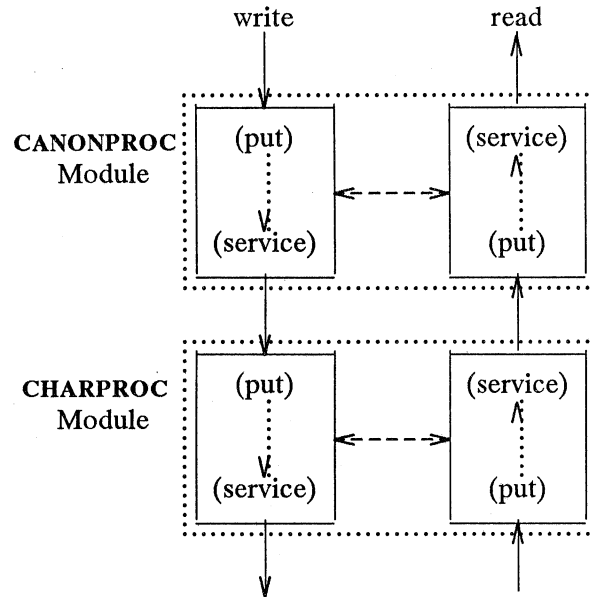 write read
CANONPROC
Module
(put) (service)
(service) (put)
CHARPROC
Module
(put) (service)
(service) (put)